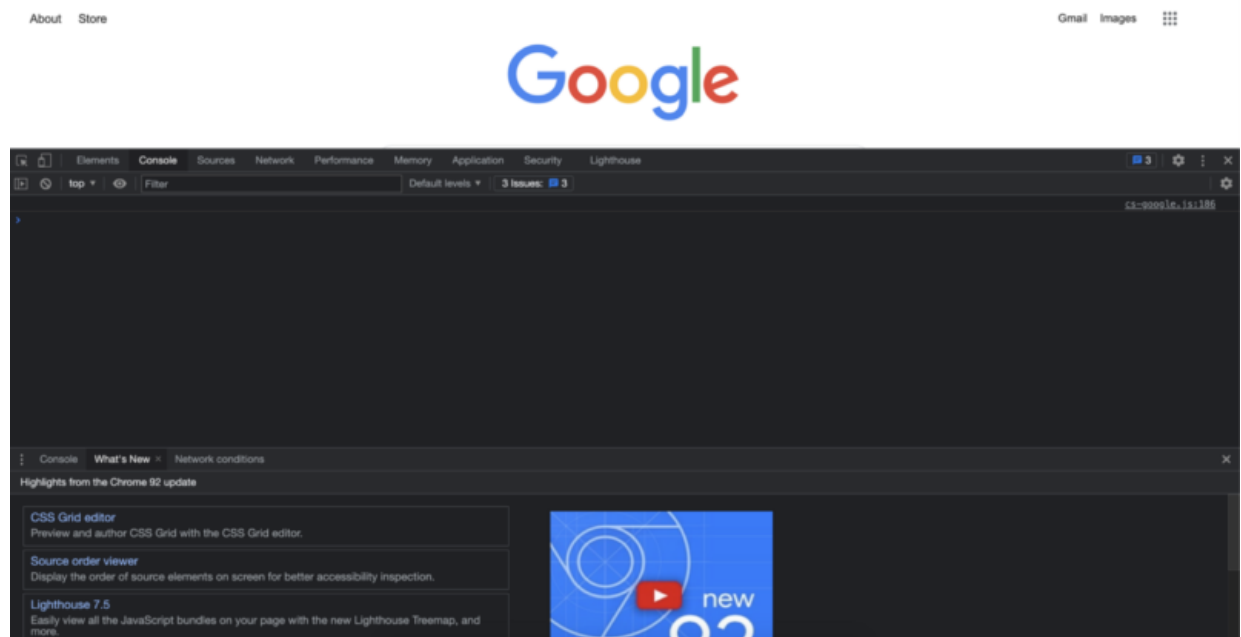 About Store
Gmail Images
Google
Elements Console Sources Network Performance Memory Application Security Lighthouse 3
top Filter Default levels 3 Issues: 3
cs-google.js:186
Console What's New Network conditions
Highlights from the Chrome 92 update
CSS Grid editor
Preview and author CSS Grid with the CSS Grid editor.
Source order viewer
Display the order of source elements on screen for better accessibility inspection.
Lighthouse 7.5
Easily view all the JavaScript bundles on your page with the new Lighthouse Treemap, and
more.
new
92